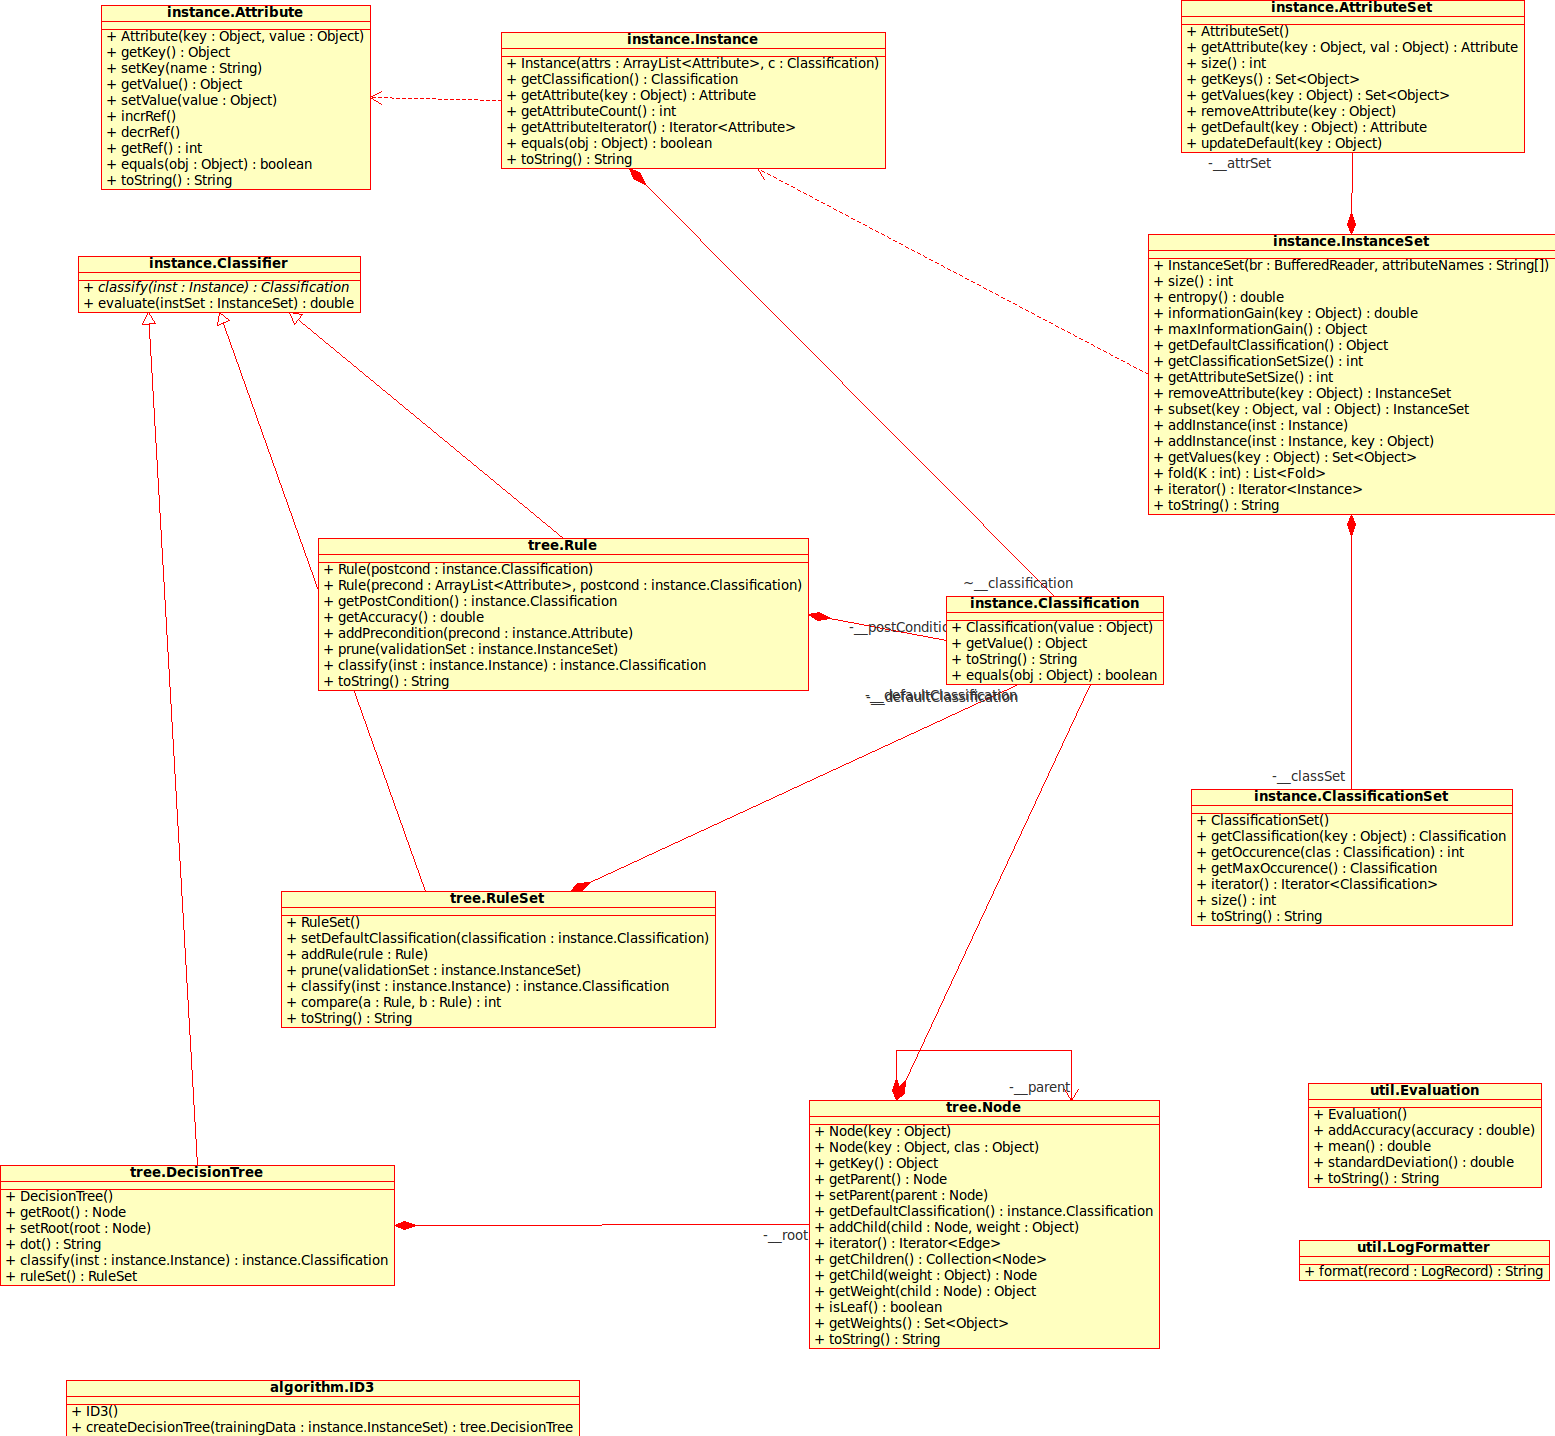 instance.Attribute
+ Attribute(key : Object, value : Object)
+ getKey() : Object
+ setKey(name : String)
+ getValue() : Object
+ setValue(value : Object)
+ incrRef()
+ decrRef()
+ getRef() : int
+ equals(obj : Object) : boolean
+ toString() : String
instance.Instance
+ Instance(attrs : ArrayList<Attribute>, c : Classification)
+ getClassification() : Classification
+ getAttribute(key : Object) : Attribute
+ getAttributeCount() : int
+ getAttributeIterator() : Iterator<Attribute>
+ equals(obj : Object) : boolean
+ toString() : String
instance.AttributeSet
+ AttributeSet()
+ getAttribute(key : Object, val : Object) : Attribute
+ size() : int
+ getKeys() : Set<Object>
+ getValues(key : Object) : Set<Object>
+ removeAttribute(key : Object)
+ getDefault(key : Object) : Attribute
+ updateDefault(key : Object)
-__attrSet
instance.InstanceSet
+ InstanceSet(br : BufferedReader, attributeNames : String[])
+ size() : int
+ entropy() : double
+ informationGain(key : Object) : double
+ maxInformationGain() : Object
+ getDefaultClassification() : Object
+ getClassificationSetSize() : int
+ getAttributeSetSize() : int
+ removeAttribute(key : Object) : InstanceSet
+ subset(key : Object, val : Object) : InstanceSet
+ addInstance(inst : Instance)
+ addInstance(inst : Instance, key : Object)
+ getValues(key : Object) : Set<Object>
+ fold(K : int) : List<Fold>
+ iterator() : Iterator<Instance>
+ toString() : String
instance.Classifier
+ classify(inst : Instance) : Classification
+ evaluate(instSet : InstanceSet) : double
tree.Rule
+ Rule(postcond : instance.Classification)
+ Rule(precond : ArrayList<Attribute>, postcond : instance.Classification)
+ getPostCondition() : instance.Classification
+ getAccuracy() : double
+ addPrecondition(precond : instance.Attribute)
+ prune(validationSet : instance.InstanceSet)
+ classify(inst : instance.Instance) : instance.Classification
+ toString() : String
~__classification
-__postConditic
instance.Classification
+ Classification(value : Object)
+ getValue() : Object
+ toString() : String
+ equals(obj : Object) : boolean
-__defaultClassification
-__defaultClassification
-__classSet
instance.ClassificationSet
+ ClassificationSet()
+ getClassification(key : Object) : Classification
+ getOccurence(clas : Classification) : int
+ getMaxOccurence() : Classification
+ iterator() : Iterator<Classification>
+ size() : int
+ toString() : String
tree.RuleSet
+ RuleSet()
+ setDefaultClassification(classification : instance.Classification)
+ addRule(rule : Rule)
+ prune(validationSet : instance.InstanceSet)
+ classify(inst : instance.Instance) : instance.Classification
+ compare(a : Rule, b : Rule) : int
+ toString() : String
-__parent
tree.Node
+ Node(key : Object)
+ Node(key : Object, clas : Object)
+ getKey() : Object
+ getParent() : Node
+ setParent(parent : Node)
+ getDefaultClassification() : instance.Classification
+ addChild(child : Node, weight : Object)
+ iterator() : Iterator<Edge>
+ getChildren() : Collection<Node>
+ getChild(weight : Object) : Node
+ getWeight(child : Node) : Object
+ isLeaf() : boolean
+ getWeights() : Set<Object>
+ toString() : String
util.Evaluation
+ Evaluation()
+ addAccuracy(accuracy : double)
+ mean() : double
+ standardDeviation() : double
+ toString() : String
tree.DecisionTree
+ DecisionTree()
+ getRoot() : Node
+ setRoot(root : Node)
+ dot() : String
+ classify(inst : instance.Instance) : instance.Classification
+ ruleSet() : RuleSet
-__root
util.LogFormatter
+ format(record : LogRecord) : String
algorithm.ID3
+ ID3()
+ createDecisionTree(trainingData : instance.InstanceSet) : tree.DecisionTree